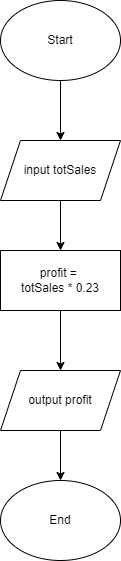 Start
input totSales
profit =
totSales * 0.23
output profit
End